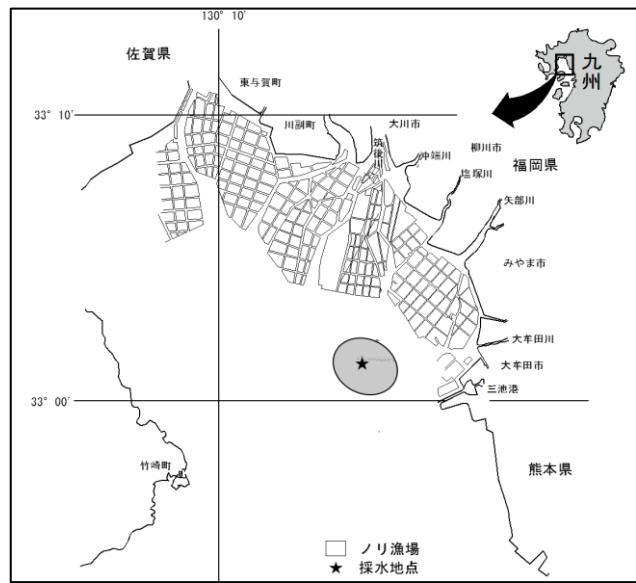 130° 10'
佐賀県
東与賀町
九州
33° 10'
川副町
大川市
筑後川
沖端川
柳川市
塩塚川
福岡県
矢部川
みやま市
大牟田川
大牟田市
三池港
33° 00'
竹崎町
熊本県
ノリ漁場
★ 採水地点